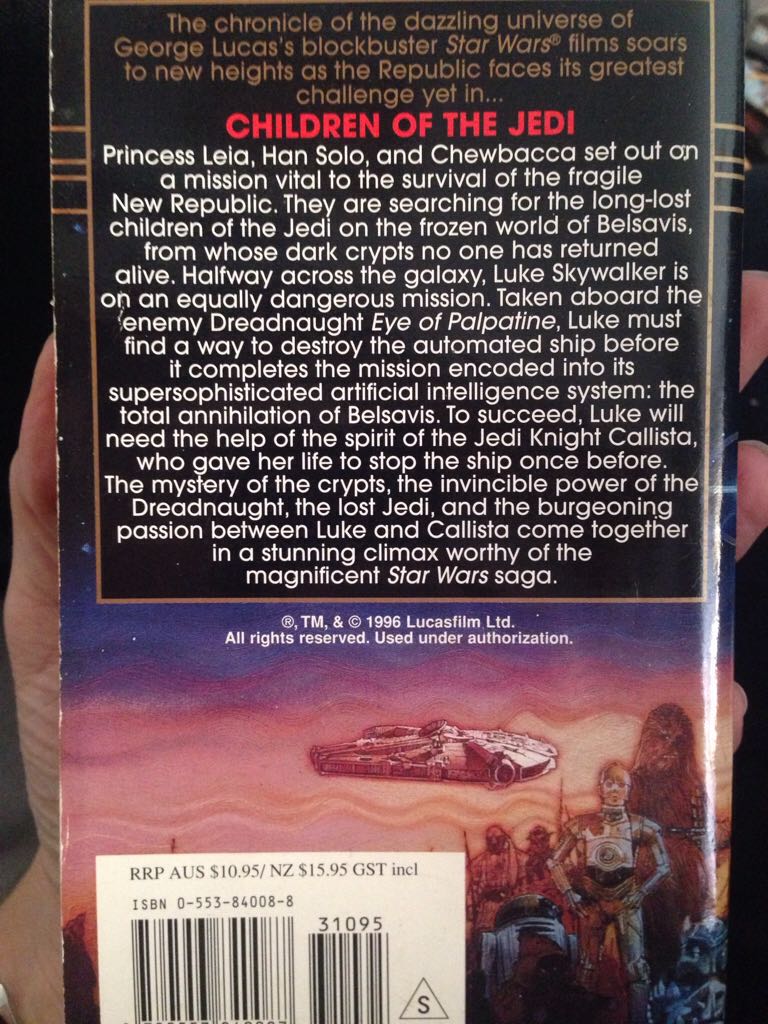 The chronicle of the dazzling universe of
George Lucas's blockbuster Star Wars® films soars
to new heights as the Republic faces its greatest
challenge yet in...
CHILDREN OF THE JEDI
Princess Leia, Han Solo, and Chewbacca set out on
a mission vital to the survival of the fragile
New Republic. They are searching for the long-lost
children of the Jedi on the frozen world of Belsavis,
from whose dark crypts no one has returned
alive. Halfway across the galaxy, Luke Skywalker is
on an equally dangerous mission. Taken aboard the
enemy Dreadnaught Eye of Palpatine, Luke must
find a way to destroy the automated ship before
it completes the mission encoded into its
supersophisticated artificial intelligence system: the
total annihilation of Belsavis. To succeed, Luke will
need the help of the spirit of the Jedi Knight Callista,
who gave her life to stop the ship once before.
The mystery of the crypts, the invincible power of the
Dreadnaught, the lost Jedi, and the burgeoning
passion between Luke and Callista come together
in a stunning climax worthy of the
magnificent Star Wars saga.
®, TM, & © 1996 Lucasfilm Ltd.
All rights reserved. Used under authorization.
RRP AUS $10.95/ NZ $15.95 GST incl
ISBN 0-553-84008-8
31095
S